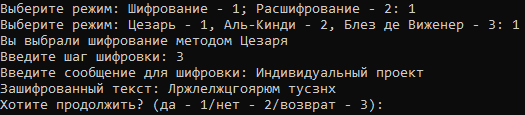 Выберите режим: Шифрование - 1; Расшифрование - 2: 1
Выберите режим: Цезарь - 1, Аль-Кинди - 2, Блез де Виженер - 3: 1
Вы выбрали шифрование методом Цезаря
Введите шаг шифровки: 3
Введите сообщение для шифровки: Индивидуальный проект
Зашифрованный текст: Лржлелжцгоярюм тусзнх
Хотите продолжить? (да - 1/нет - 2/возврат - 3):